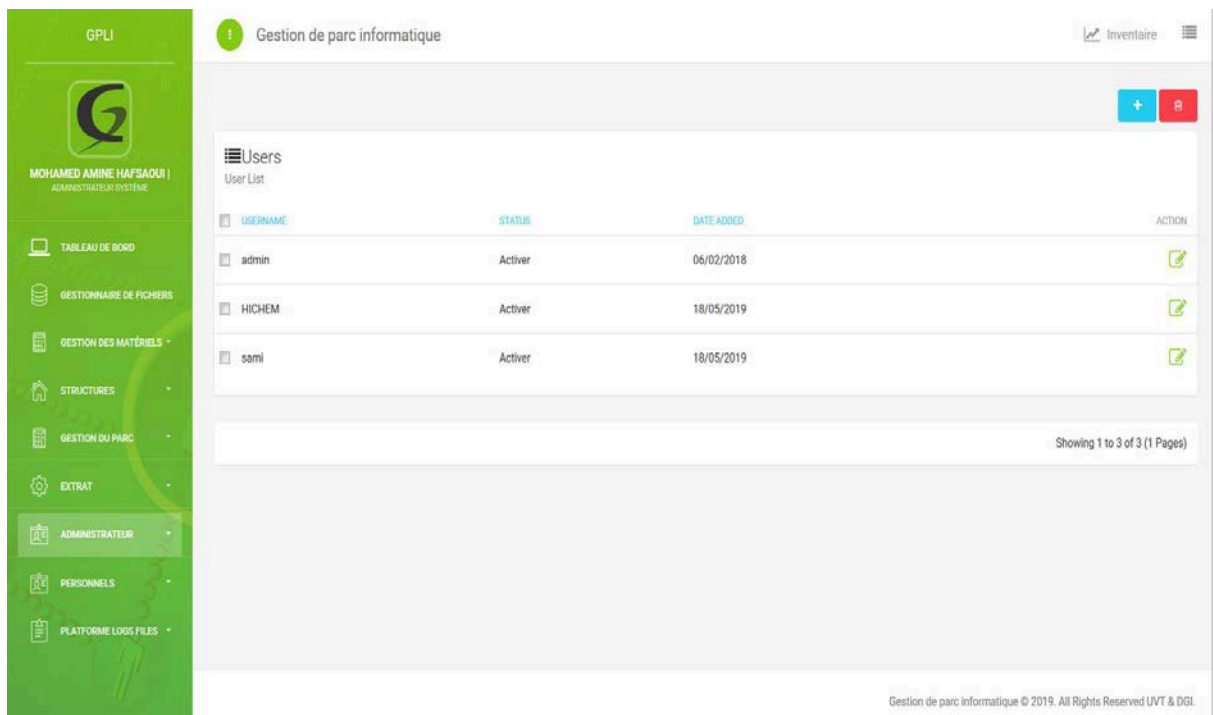 GPLI
MOHAMED AMINE HAFSAOUI |
ADMINISTRATEUR SYSTÈME
TABLEAU DE BORD
GESTIONNAIRE DE FICHIERS
GESTION DES MATÉRIELS
STRUCTURES
GESTION DU PARC
EXTRAT
ADMINISTRATEUR
PERSONNELS
PLATFORME LOGS FILES
Gestion de parc informatique
Inventaire
Users
User List
USERNAME STATUS DATE ADDED ACTION
admin Activer 06/02/2018
HICHEM Activer 18/05/2019
sami Activer 18/05/2019
Showing 1 to 3 of 3 (1 Pages)
Gestion de parc informatique © 2019. All Rights Reserved UVT & DGI.